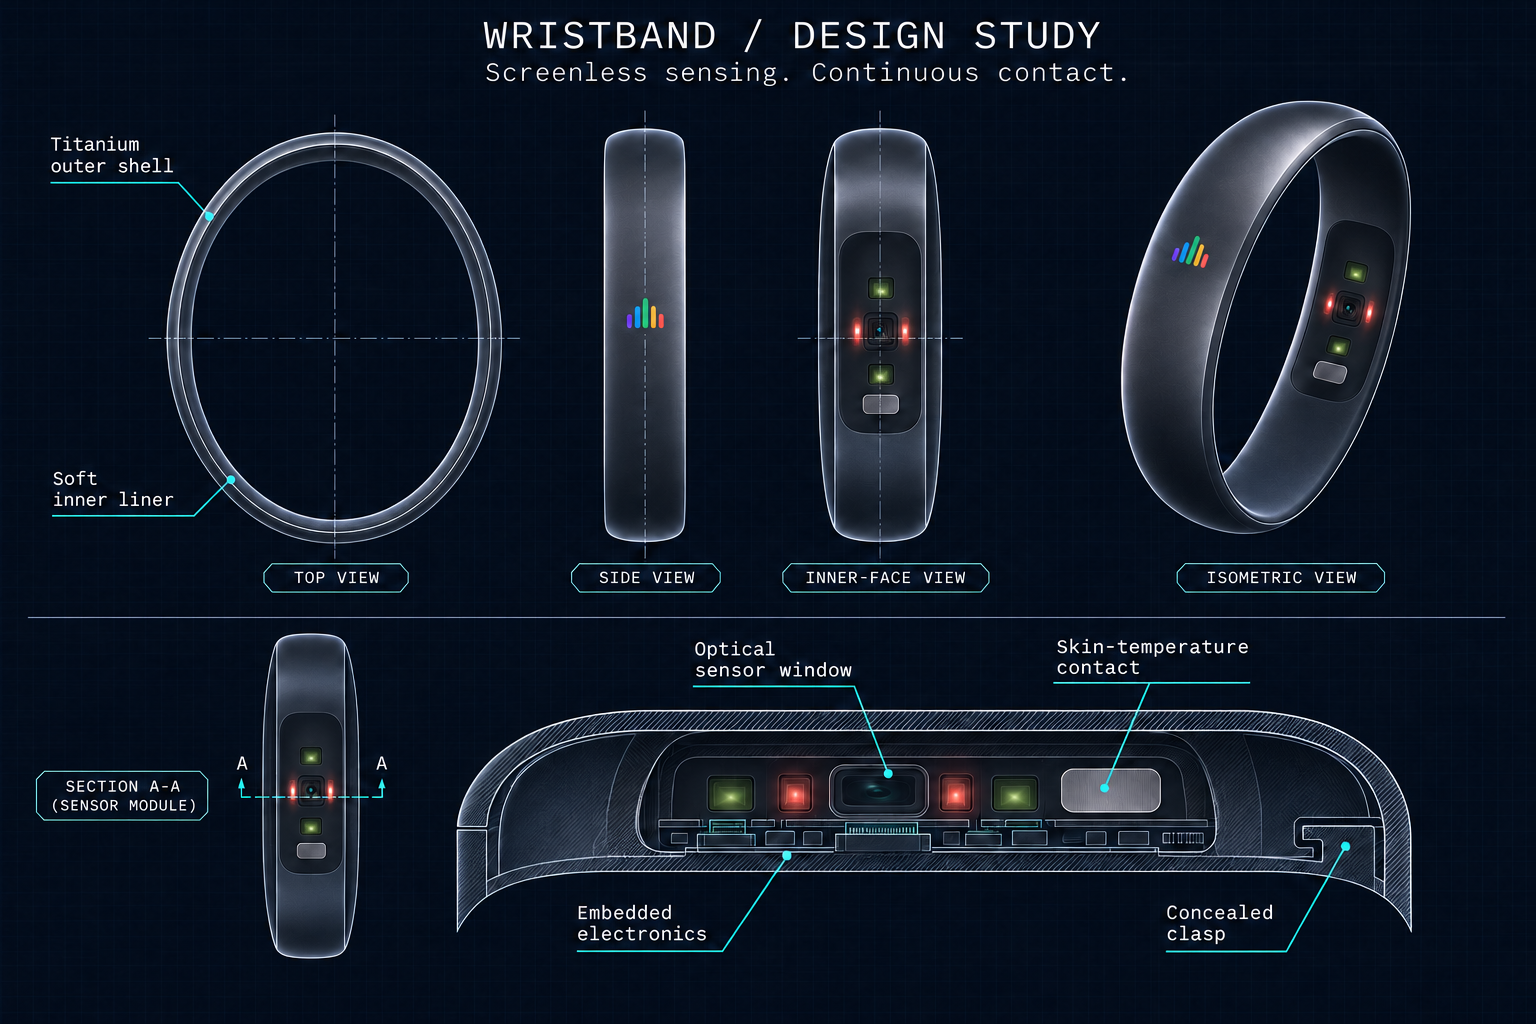 WRISTBAND / DESIGN STUDY
Screenless sensing. Continuous contact.
Titanium
outer shell
Soft
inner liner
TOP VIEW
SIDE VIEW
INNER-FACE VIEW
ISOMETRIC VIEW
SECTION A-A
(SENSOR MODULE)
A
A
Optical
sensor window
Skin-temperature
contact
Embedded
electronics
Concealed
clasp